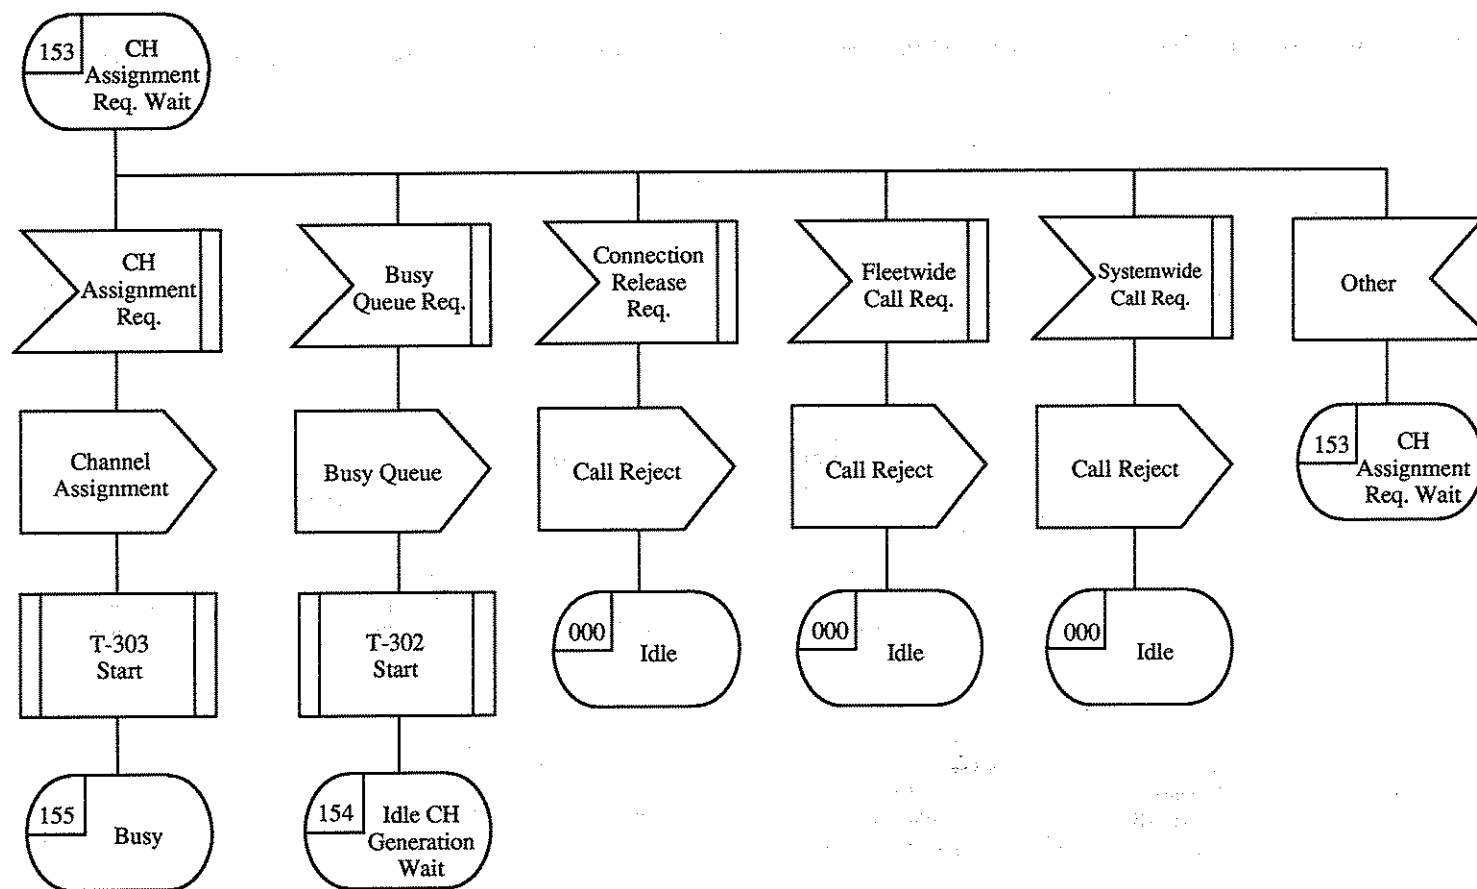 153
CH
Assignment
Req. Wait
CH
Assignment
Req.
Busy
Queue Req.
Connection
Release
Req.
Fleetwide
Call Req.
Systemwide
Call Req.
Other
Channel
Assignment
Busy Queue
Call Reject
Call Reject
Call Reject
153
CH
Assignment
Req. Wait
T-303
Start
T-302
Start
000
Idle
000
Idle
000
Idle
155
Busy
154
Idle CH
Generation
Wait